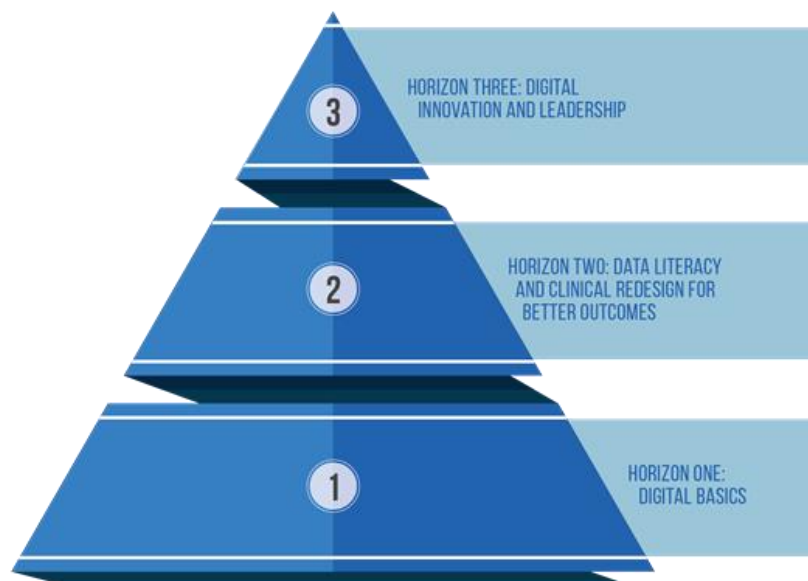 3
HORIZON THREE: DIGITAL
INNOVATION AND LEADERSHIP
2
HORIZON TWO: DATA LITERACY
AND CLINICAL REDESIGN FOR
BETTER OUTCOMES
1
HORIZON ONE:
DIGITAL BASICS